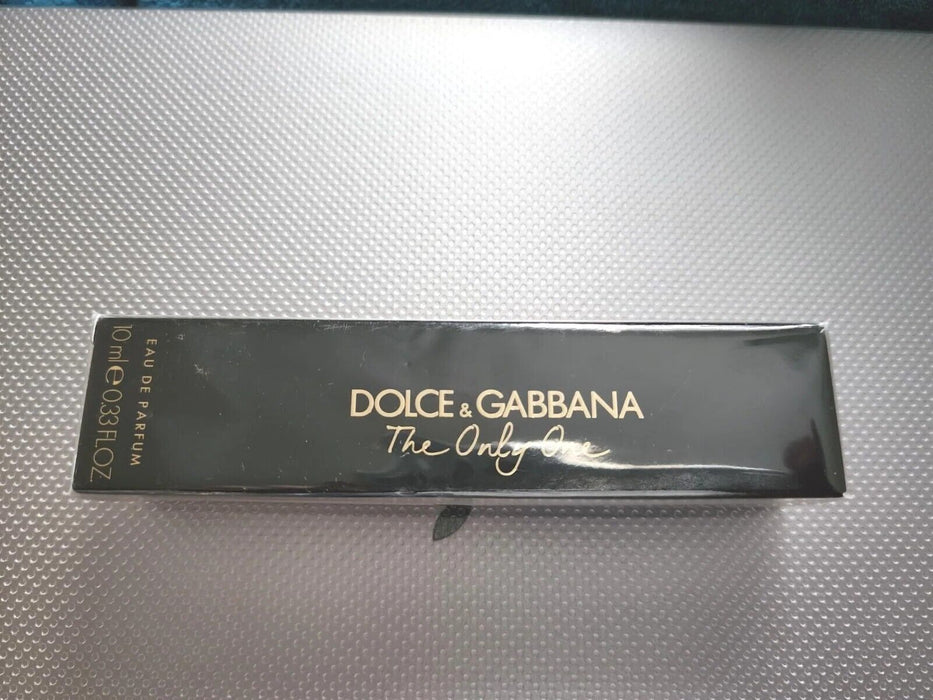 DOLCE & GABBANA
The Only One
EAU DE PARFUM
10 ml e 0.33 FL.OZ.